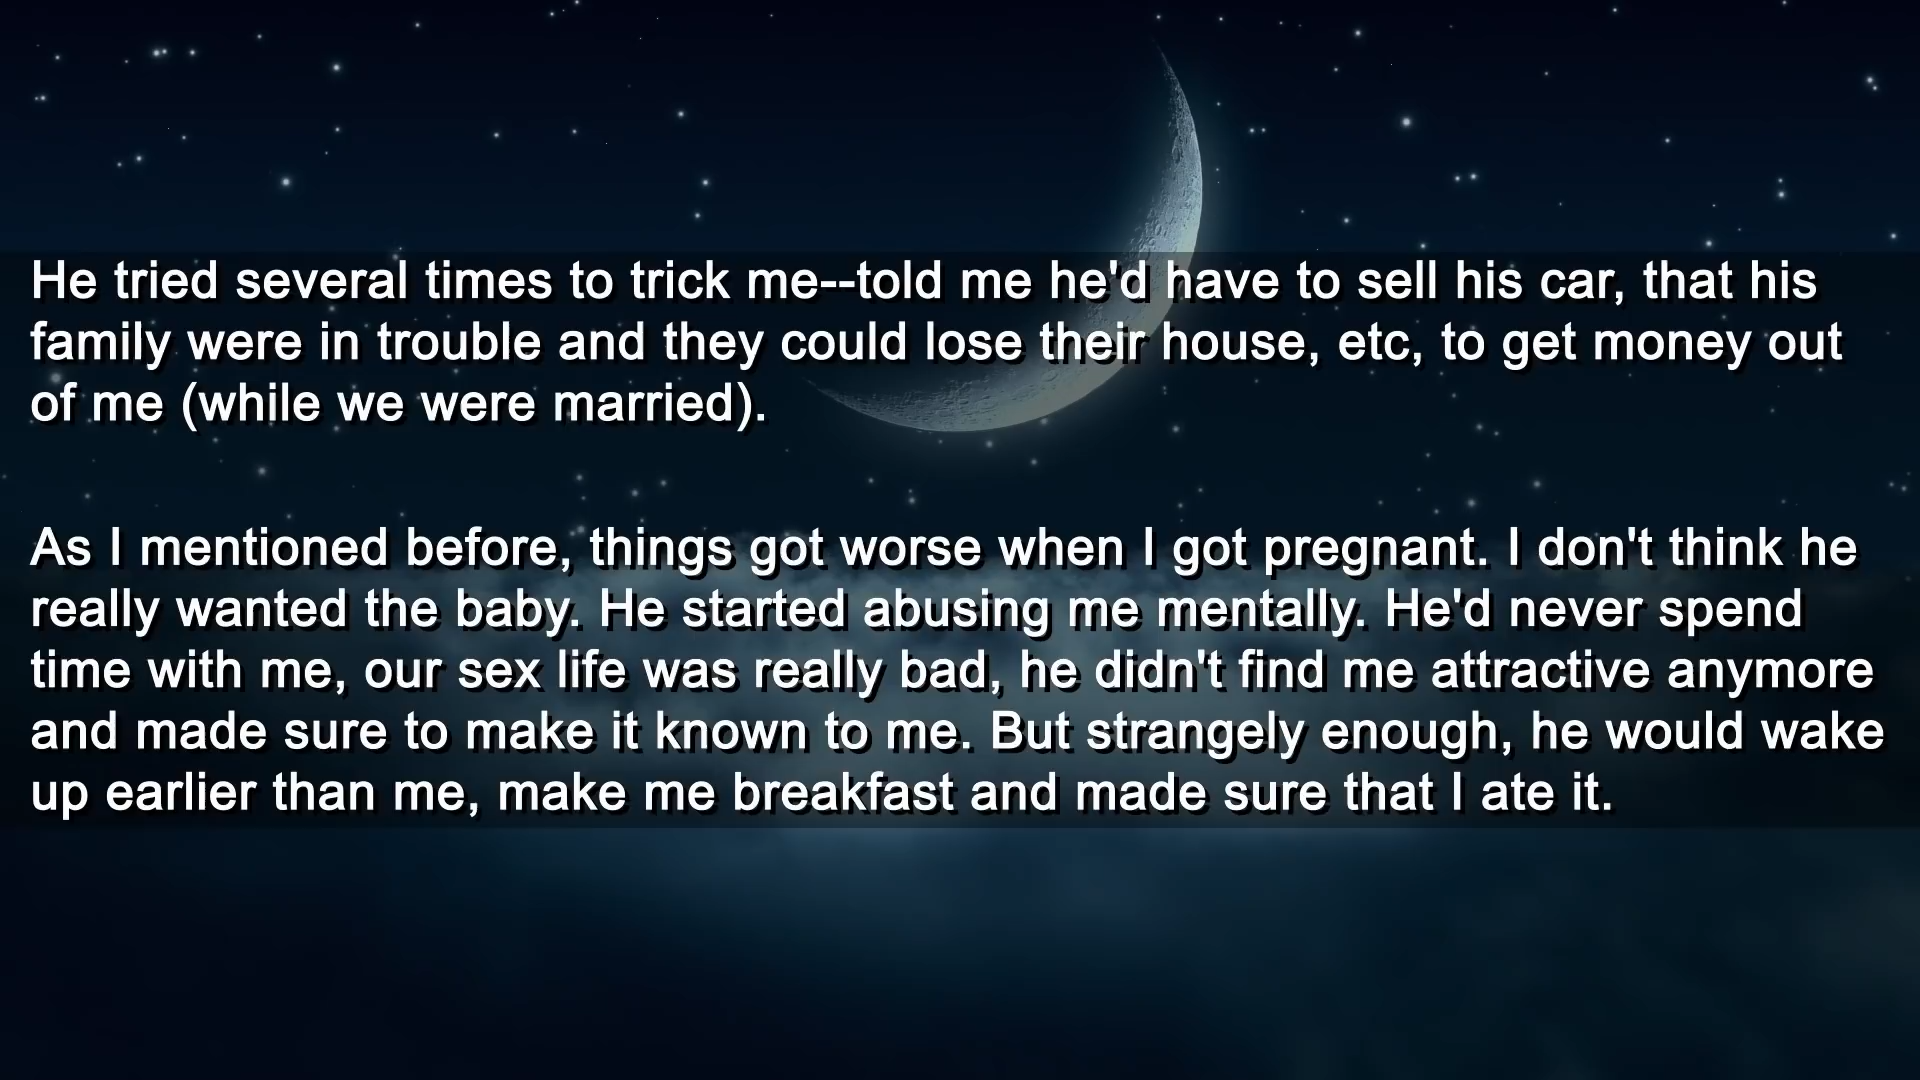 He tried several times to trick me--told me he'd have to sell his car, that his
family were in trouble and they could lose their house, etc, to get money out
of me (while we were married).
As I mentioned before, things got worse when I got pregnant. I don't think he
really wanted the baby. He started abusing me mentally. He'd never spend
time with me, our sex life was really bad, he didn't find me attractive anymore
and made sure to make it known to me. But strangely enough, he would wake
up earlier than me, make me breakfast and made sure that I ate it.